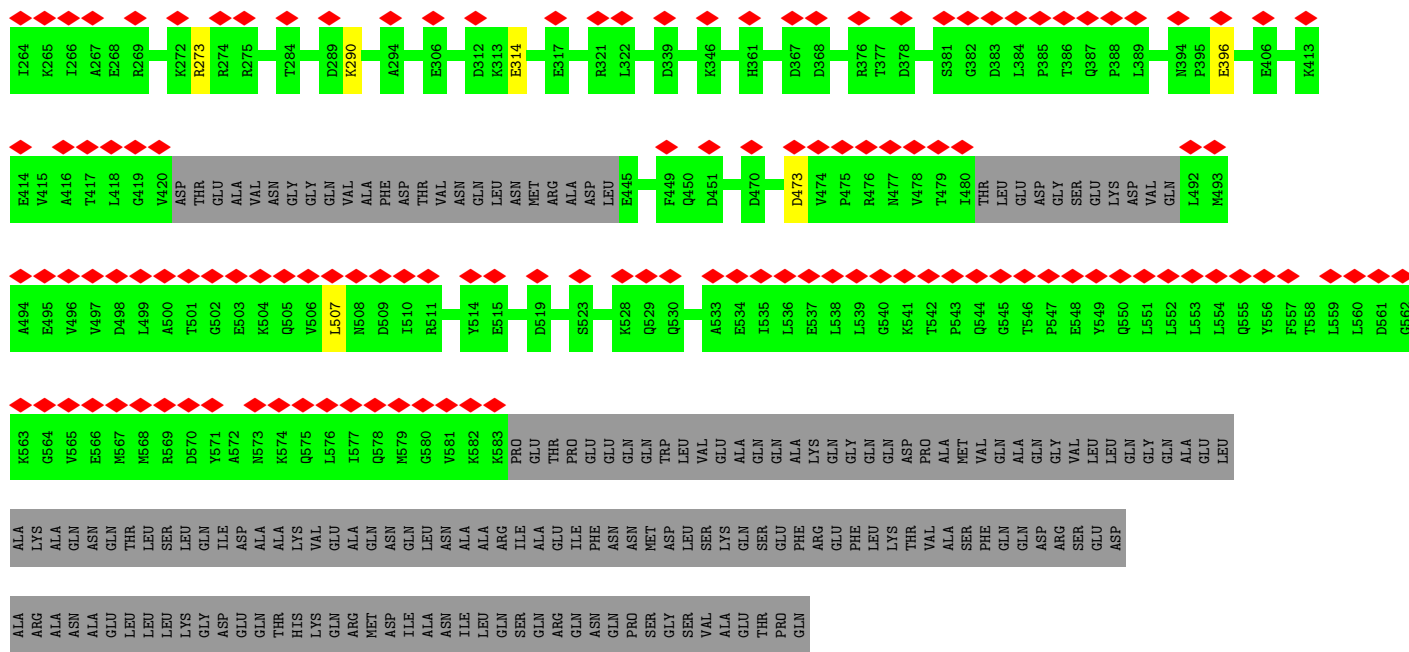 I264 K265 I266 A267 E268 R269 K272 R273 R274 R275 T284 D289 K290 A294 E306 D312 K313 E314 E317 R321 L322 D339 K346 H361 D367 D368 R376 T377 D378 S381 G382 D383 L384 P385 T386 Q387 P388 L389 N394 P395 E396 E406 K413
E414 V415 A416 T417 L418 G419 V420 ASP THR GLU ALA VAL ASN GLY GLY GLN VAL ALA PHE ASP THR VAL ASN GLN LEU ASN MET ARG ALA ASP LEU E445 F449 Q450 D451 D470 D473 V474 P475 R476 N477 V478 T479 I480 THR LEU GLU ASP GLY SER GLU LYS ASP VAL GLN L492 M493
A494 E495 V496 V497 D498 L499 A500 T501 G502 E503 K504 Q505 V506 L507 N508 D509 I510 R511 Y514 E515 D519 S523 K528 Q529 Q530 A533 E534 I535 L536 E537 L538 L539 G540 K541 T542 P543 Q544 G545 T546 P547 E548 Y549 Q550 L551 L552 L553 L554 Q555 Y556 F557 T558 L559 L560 D561 G562
K563 G564 V565 E566 M567 M568 R569 D570 Y571 A572 N573 K574 Q575 L576 I577 Q578 M579 G580 V581 K582 K583 PRO GLU THR PRO GLU GLU GLN GLN TRP LEU VAL GLU ALA GLN GLN ALA LYS GLN GLY GLN GLN ASP PRO ALA MET VAL GLN ALA GLN GLY VAL LEU LEU GLN GLY GLN ALA GLU LEU
ALA LYS ALA GLN ASN GLN THR LEU SER LEU GLN ILE ASP ALA ALA LYS VAL GLU ALA GLN ASN GLN LEU ASN ALA ALA ARG ILE ALA GLU ILE PHE ASN ASN MET ASP LEU SER LYS GLN SER GLU PHE ARG GLU PHE LEU LYS THR VAL ALA SER PHE GLN GLN ASP ARG SER GLU ASP
ALA ARG ALA ASN ALA GLU LEU LEU LEU LYS GLY ASP GLU GLN THR HIS LYS GLN ARG MET ASP ILE ALA ASN ILE LEU GLN SER GLN ARG GLN ASN GLN PRO SER GLY SER VAL ALA GLU THR PRO GLN